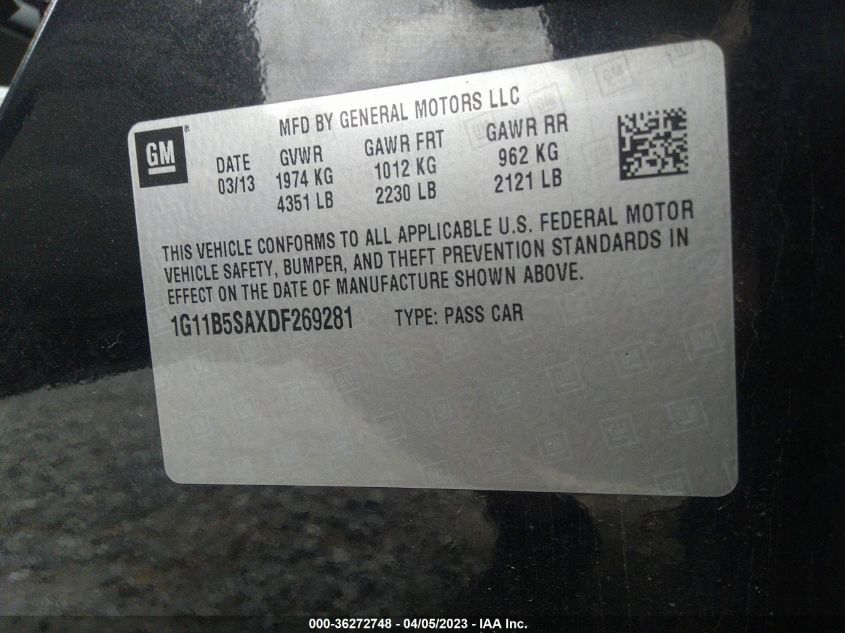 MFD BY GENERAL MOTORS LLC
GM ®
DATE GVWR GAWR FRT GAWR RR
03/13 1974 KG 1012 KG 962 KG
4351 LB 2230 LB 2121 LB
THIS VEHICLE CONFORMS TO ALL APPLICABLE U.S. FEDERAL MOTOR
VEHICLE SAFETY, BUMPER, AND THEFT PREVENTION STANDARDS IN
EFFECT ON THE DATE OF MANUFACTURE SHOWN ABOVE.
1G11B5SAXDF269281 TYPE: PASS CAR
000-36272748 - 04/05/2023 - IAA Inc.